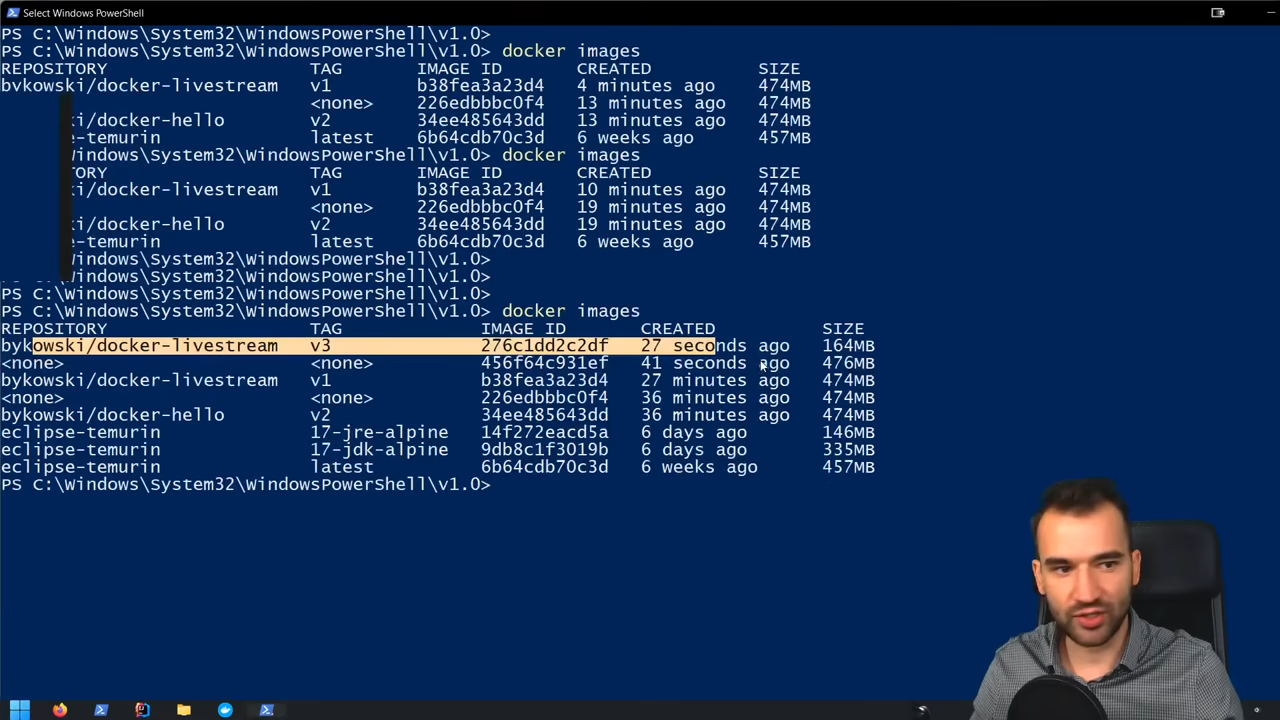 Select Windows PowerShell
PS C:\Windows\System32\WindowsPowerShell\v1.0>
PS C:\Windows\System32\WindowsPowerShell\v1.0> docker images
REPOSITORY TAG IMAGE ID CREATED SIZE
bykowski/docker-livestream v1 b38fea3a23d4 4 minutes ago 474MB
<none> 226edbbbc0f4 13 minutes ago 474MB
ki/docker-hello v2 34ee485643dd 13 minutes ago 474MB
e-temurin latest 6b64cdb70c3d 6 weeks ago 457MB
Windows\System32\WindowsPowerShell\v1.0> docker images
TORY TAG IMAGE ID CREATED SIZE
ki/docker-livestream v1 b38fea3a23d4 10 minutes ago 474MB
<none> 226edbbbc0f4 19 minutes ago 474MB
ki/docker-hello v2 34ee485643dd 19 minutes ago 474MB
e-temurin latest 6b64cdb70c3d 6 weeks ago 457MB
Windows\System32\WindowsPowerShell\v1.0>
Windows\System32\WindowsPowerShell\v1.0>
PS C:\Windows\System32\WindowsPowerShell\v1.0>
PS C:\Windows\System32\WindowsPowerShell\v1.0> docker images
REPOSITORY TAG IMAGE ID CREATED SIZE
bykowski/docker-livestream v3 276c1dd2c2df 27 seconds ago 164MB
<none> <none> 456f64c931ef 41 seconds ago 476MB
bykowski/docker-livestream v1 b38fea3a23d4 27 minutes ago 474MB
<none> <none> 226edbbbc0f4 36 minutes ago 474MB
bykowski/docker-hello v2 34ee485643dd 36 minutes ago 474MB
eclipse-temurin 17-jre-alpine 14f272eacd5a 6 days ago 146MB
eclipse-temurin 17-jdk-alpine 9db8c1f3019b 6 days ago 335MB
eclipse-temurin latest 6b64cdb70c3d 6 weeks ago 457MB
PS C:\Windows\System32\WindowsPowerShell\v1.0>